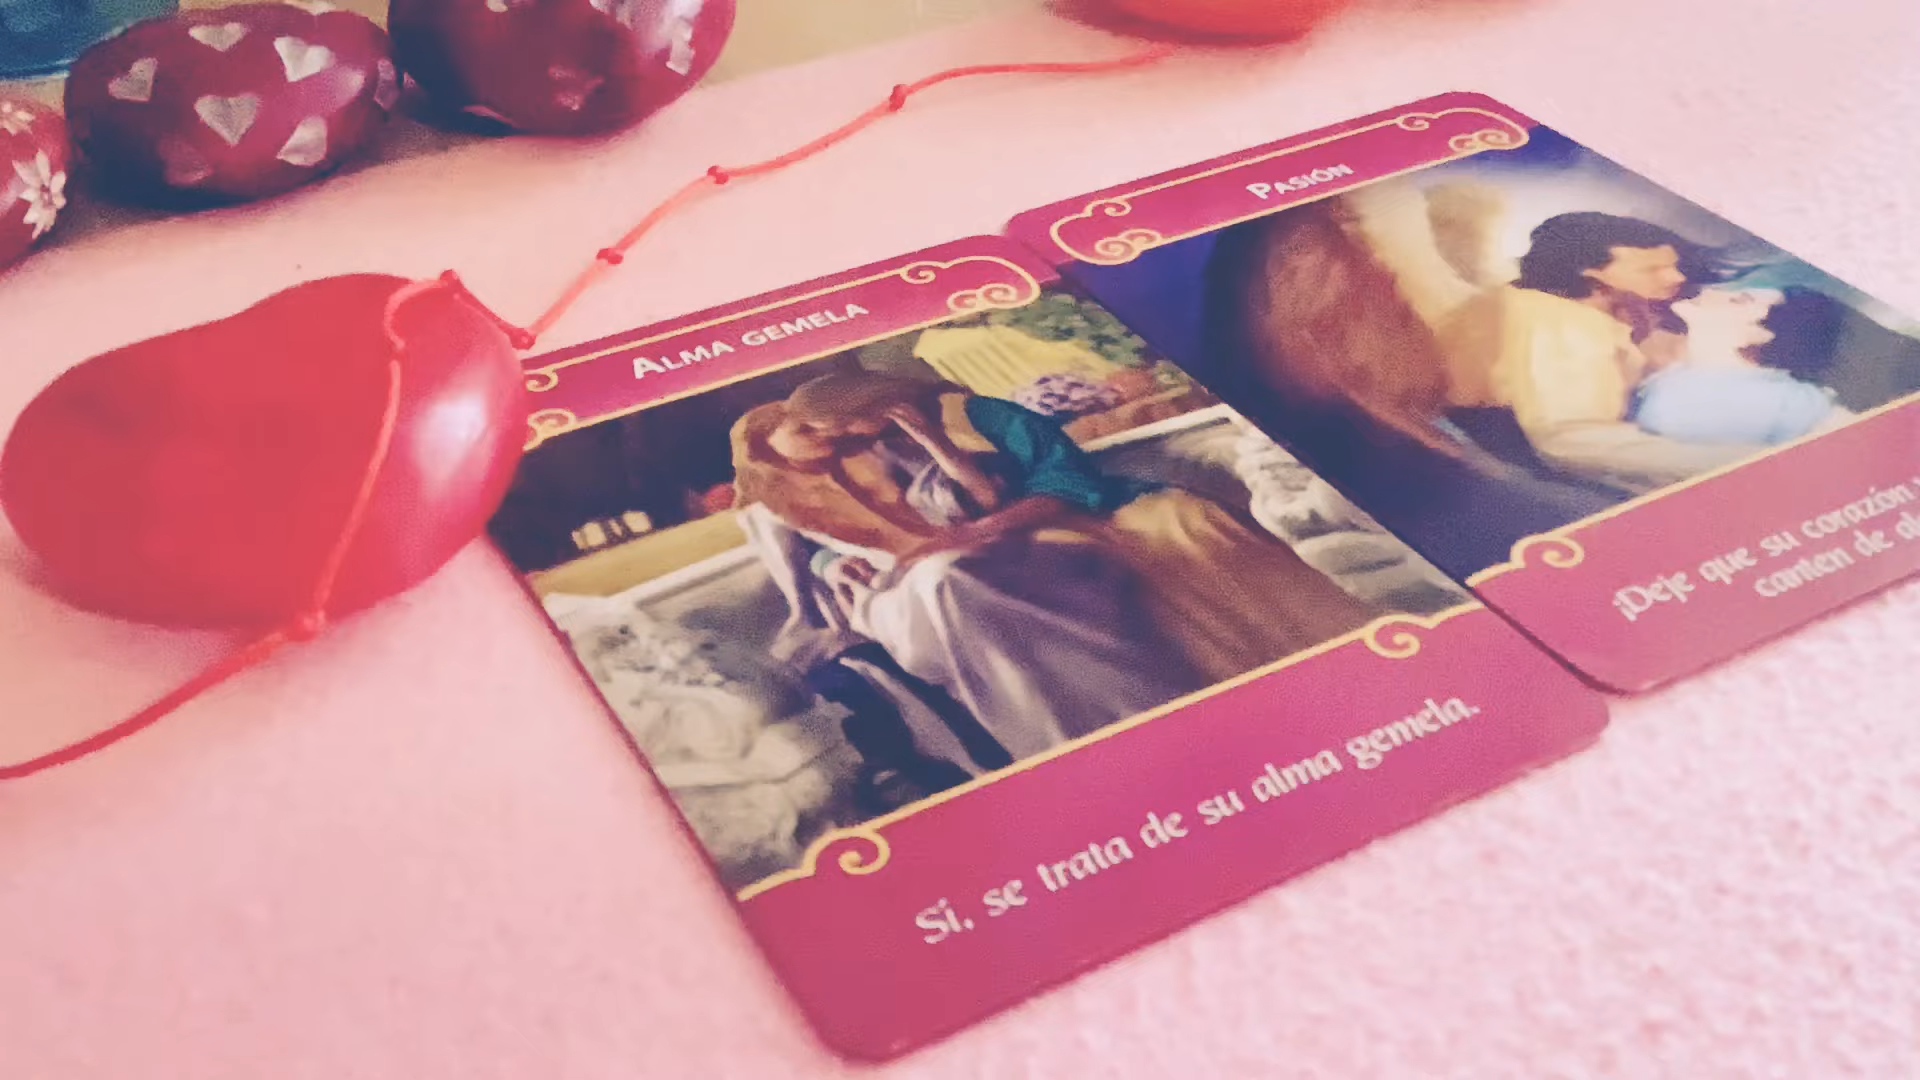 ALMA GEMELA
Sí, se trata de su alma gemela.
PASIÓN
¡Deje que su corazón
canten de